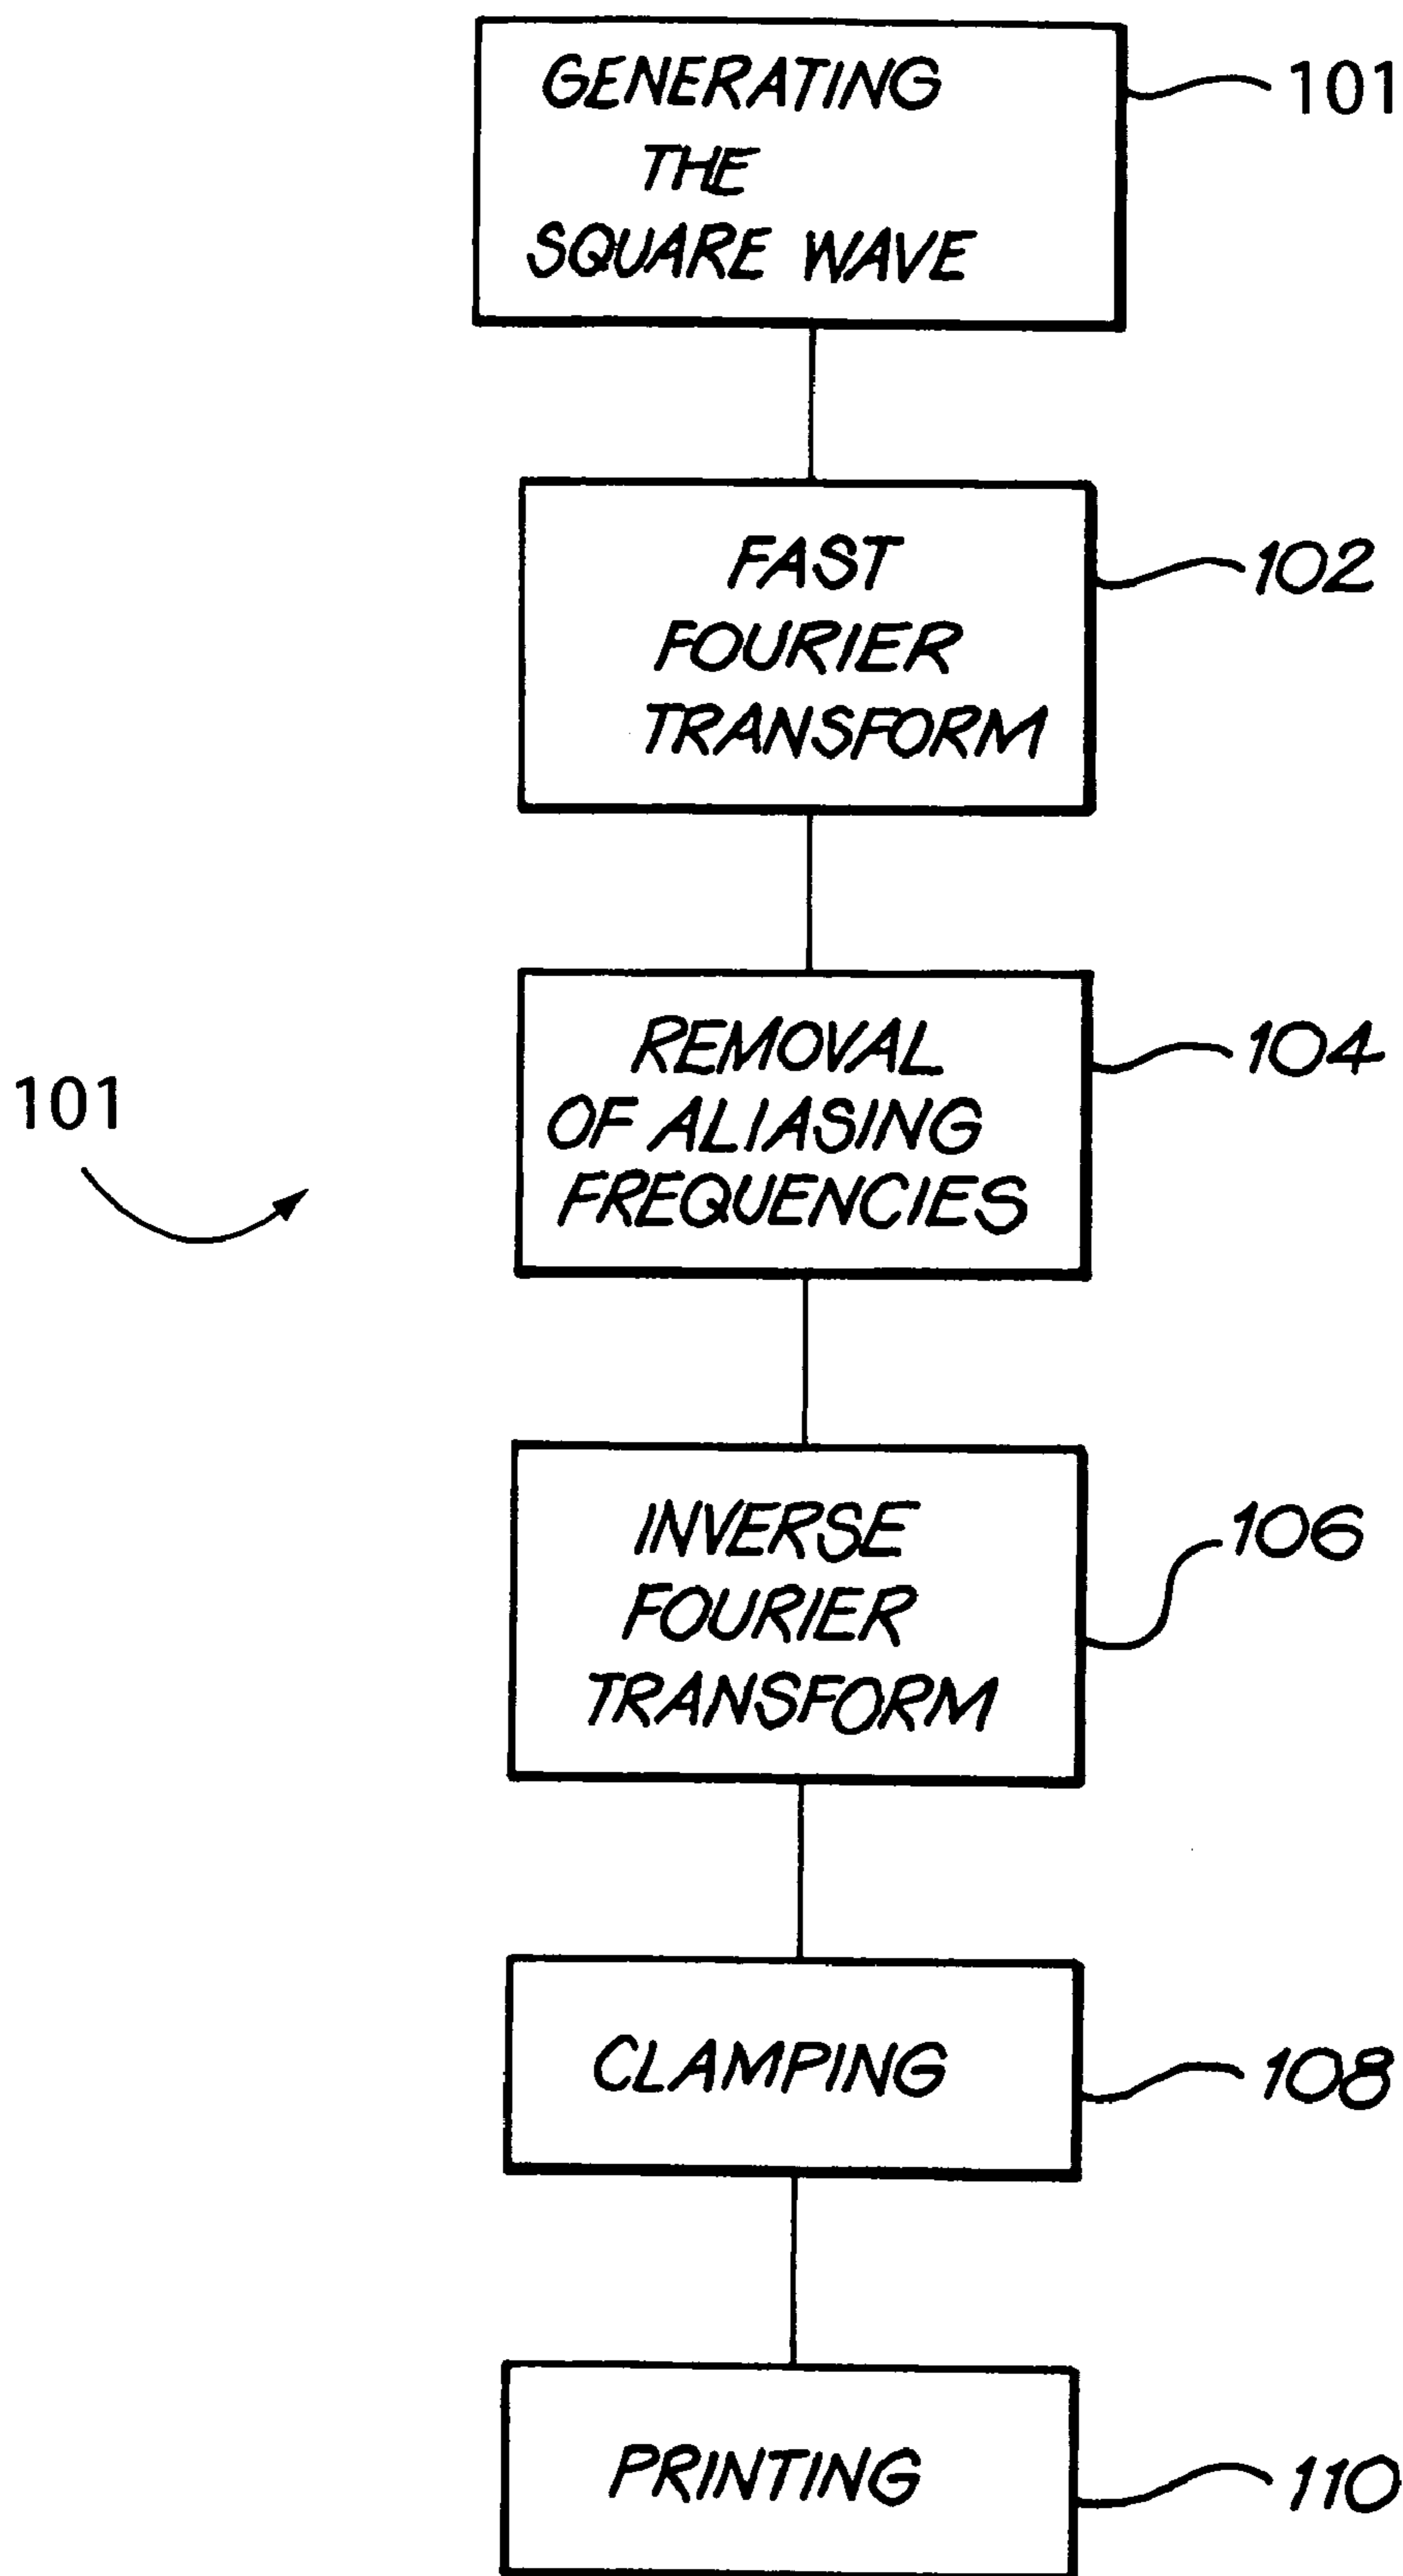 GENERATING
THE
SQUARE WAVE
101
FAST
FOURIER
TRANSFORM
102
REMOVAL
OF ALIASING
FREQUENCIES
104
101
INVERSE
FOURIER
TRANSFORM
106
CLAMPING
108
PRINTING
110